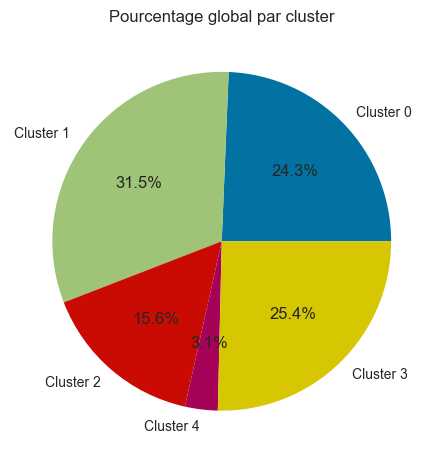 Pourcentage global par cluster
Cluster 0
Cluster 1
24.3%
31.5%
25.4%
15.6%
3.1%
Cluster 3
Cluster 2
Cluster 4